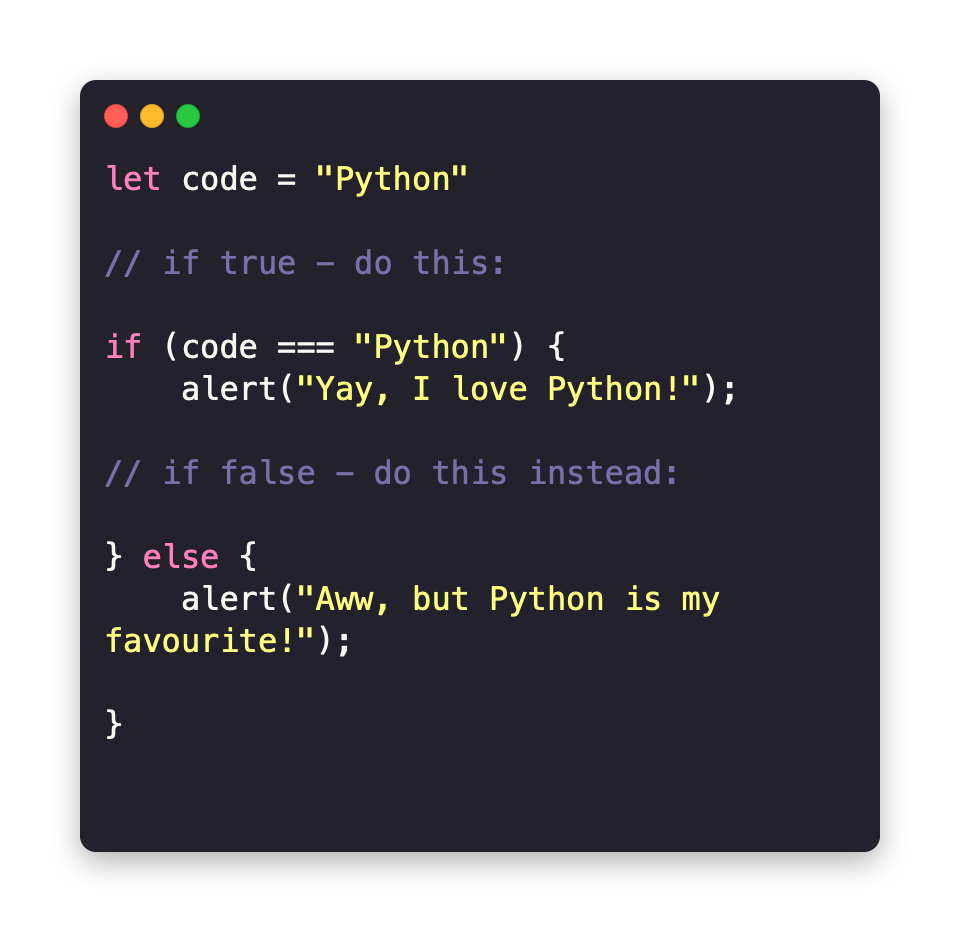 let code = "Python"
// if true – do this:
if (code === "Python") {
    alert("Yay, I love Python!");
// if false – do this instead:
} else {
    alert("Aww, but Python is my
favourite!");
}